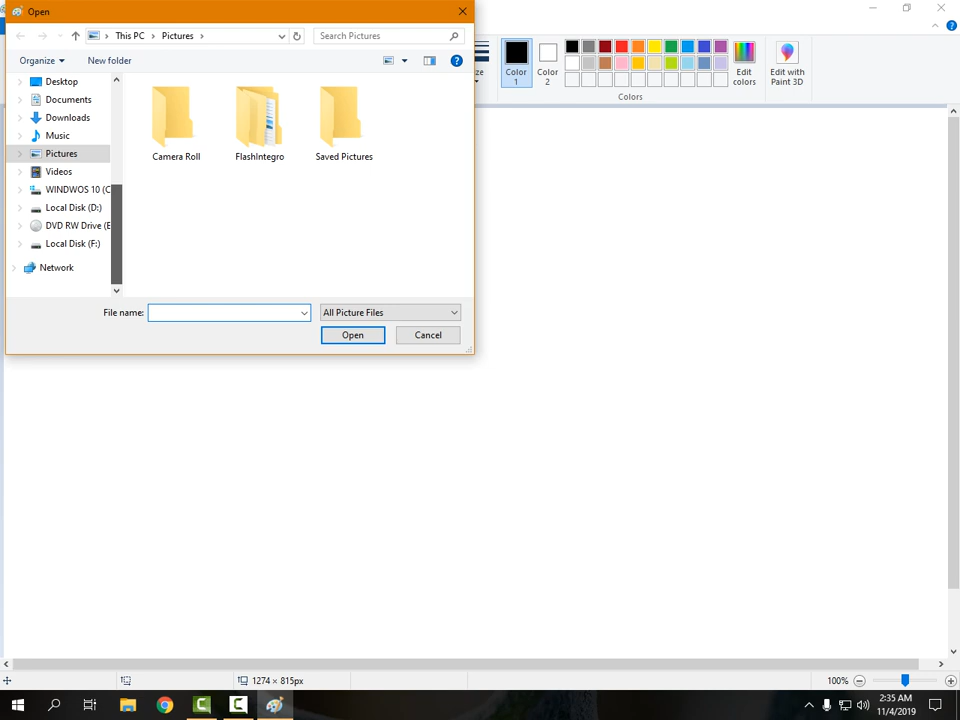 Open
This PC
Pictures
Search Pictures
Organize
New folder
Desktop
Documents
Downloads
Music
Pictures
Videos
WINDWOS 10 (C
Local Disk (D:)
DVD RW Drive (E
Local Disk (F:)
Network
Camera Roll
FlashIntegro
Saved Pictures
File name:
All Picture Files
Open
Cancel
ze
Color
1
Color
2
Edit
colors
Edit with
Paint 3D
Colors
1274 × 815px
100%
2:35 AM
11/4/2019